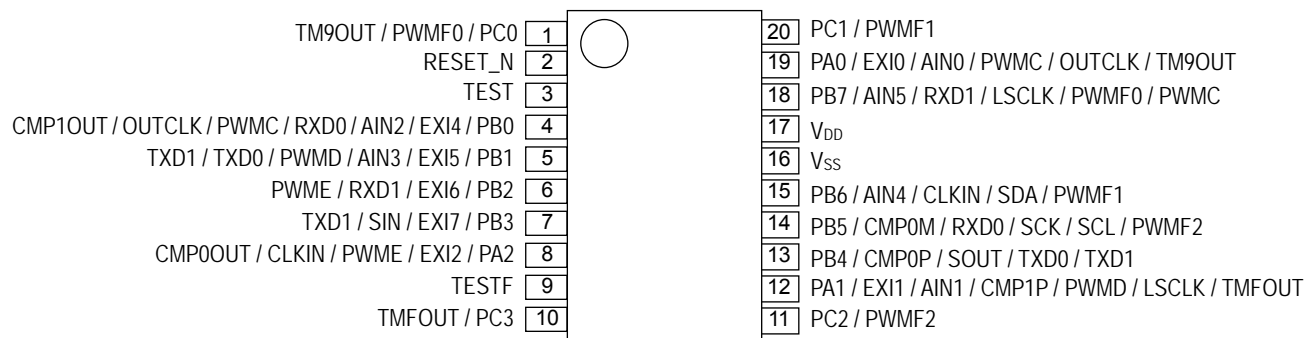 TM9OUT / PWMF0 / PC0 1 20 PC1 / PWMF1
RESET_N 2 19 PA0 / EXI0 / AIN0 / PWMC / OUTCLK / TM9OUT
TEST 3 18 PB7 / AIN5 / RXD1 / LSCLK / PWMF0 / PWMC
CMP1OUT / OUTCLK / PWMC / RXD0 / AIN2 / EXI4 / PB0 4 17 VDD
TXD1 / TXD0 / PWMD / AIN3 / EXI5 / PB1 5 16 VSS
PWME / RXD1 / EXI6 / PB2 6 15 PB6 / AIN4 / CLKIN / SDA / PWMF1
TXD1 / SIN / EXI7 / PB3 7 14 PB5 / CMP0M / RXD0 / SCK / SCL / PWMF2
CMP0OUT / CLKIN / PWME / EXI2 / PA2 8 13 PB4 / CMP0P / SOUT / TXD0 / TXD1
TESTF 9 12 PA1 / EXI1 / AIN1 / CMP1P / PWMD / LSCLK / TMFOUT
TMFOUT / PC3 10 11 PC2 / PWMF2